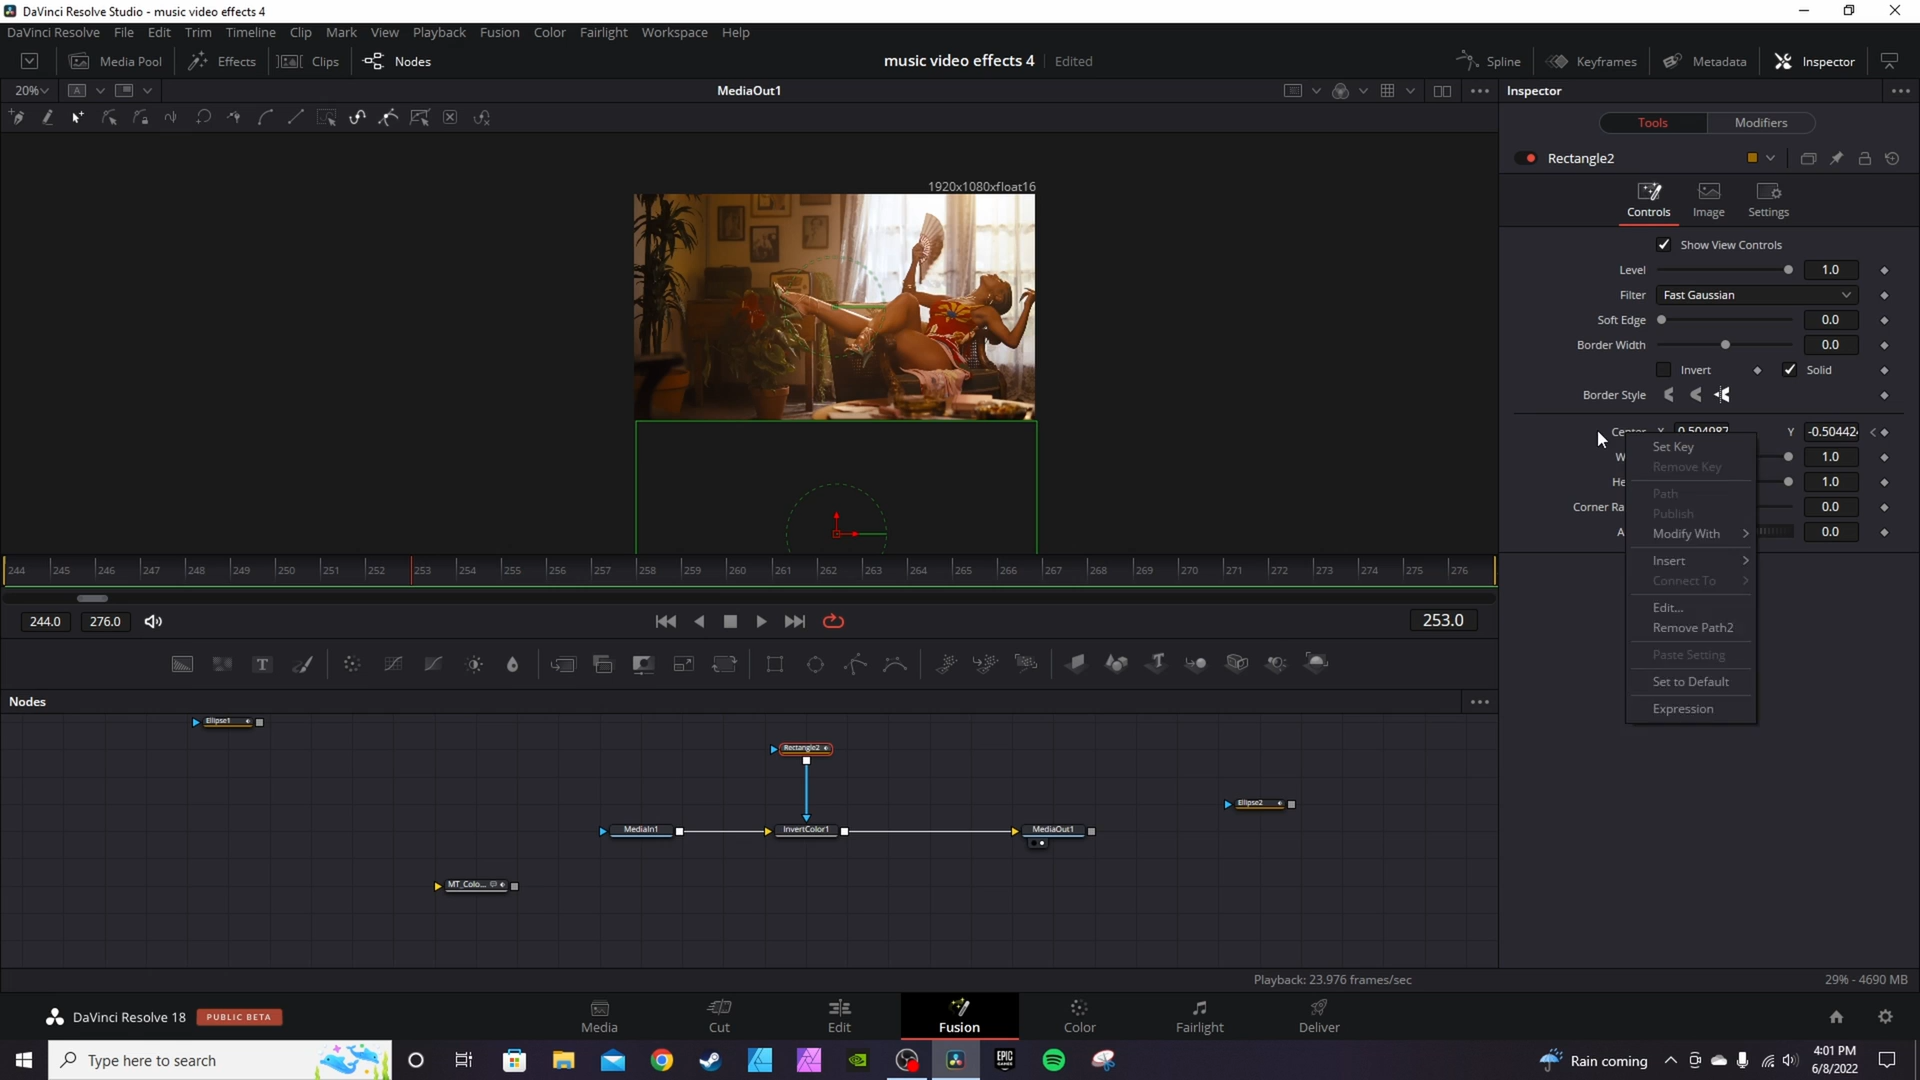 DaVinci Resolve Studio - music video effects 4
DaVinci Resolve File Edit Trim Timeline Clip Mark View Playback Fusion Color Fairlight Workspace Help
Media Pool Effects Clips Nodes music video effects 4 Edited Spline Keyframes Metadata Inspector
20% A MediaOut1 Inspector
Tools Modifiers
Rectangle2
1920x1080xfloat16
Controls Image Settings
Show View Controls
Level 1.0
Filter Fast Gaussian
Soft Edge 0.0
Border Width 0.0
Invert Solid
Border Style
Center X 0.504987 Y -0.504424
Set Key
W 1.0
Remove Key
He 1.0
Path
Corner Ra 0.0
Publish
A 0.0
Modify With
Insert
Connect To
Edit...
Remove Path2
Paste Setting
Set to Default
Expression
244 245 246 247 248 249 250 251 252 253 254 255 256 257 258 259 260 261 262 263 264 265 266 267 268 269 270 271 272 273 274 275 276
244.0 276.0 253.0
T T
Nodes
Ellipse1
Rectangle2
Ellipse2
MediaIn1 InvertColor1 MediaOut1
MT_Colo...
Playback: 23.976 frames/sec 29% - 4690 MB
DaVinci Resolve 18 PUBLIC BETA
Media Cut Edit Fusion Color Fairlight Deliver
Type here to search
EPIC GAMES
Rain coming
4:01 PM
6/8/2022